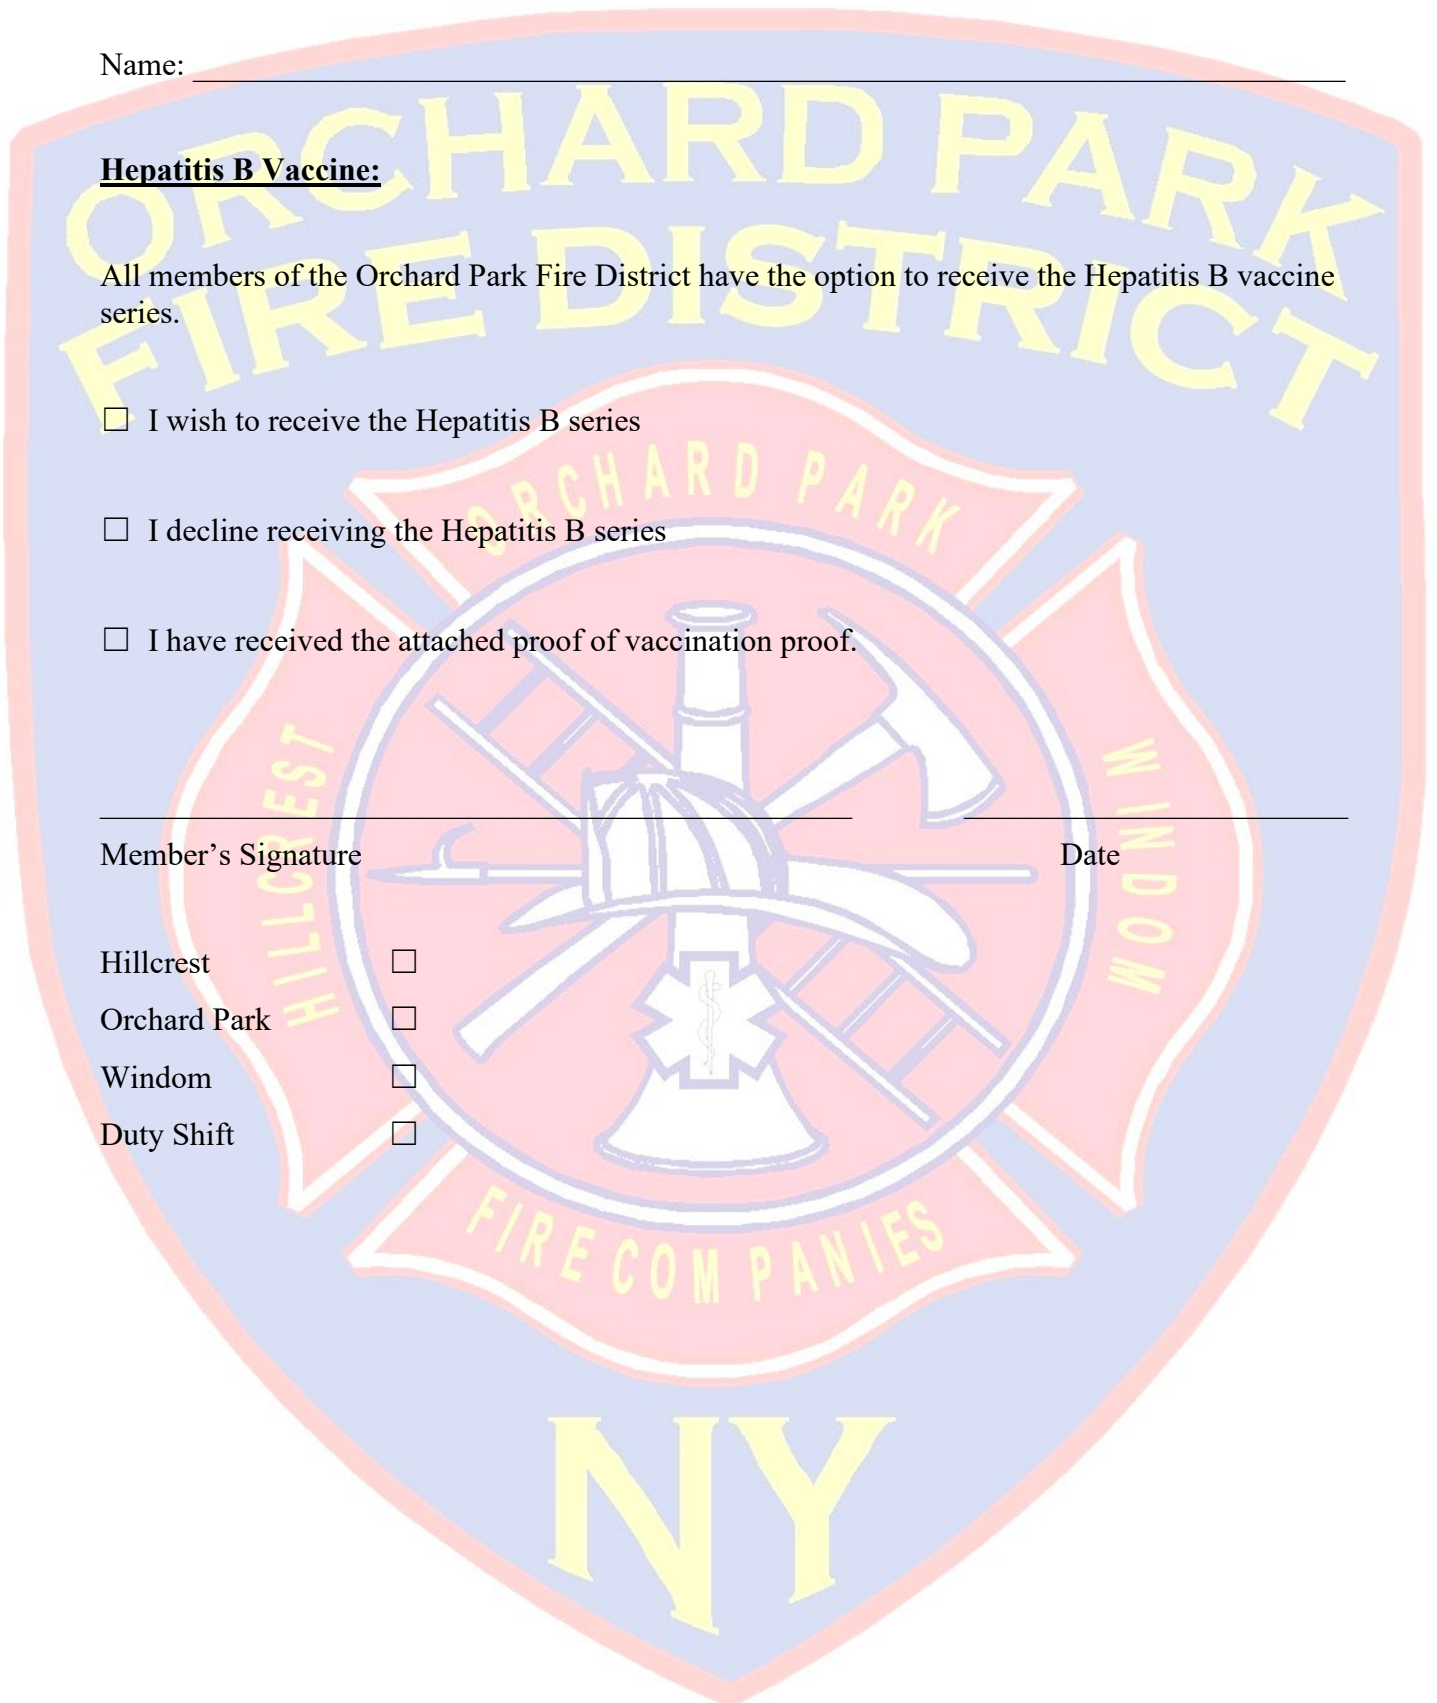 Name: ________________
ORCHARD PARK
FIRE DISTRICT
Hepatitis B Vaccine:
All members of the Orchard Park Fire District have the option to receive the Hepatitis B vaccine
series.
☐ I wish to receive the Hepatitis B series
☐ I decline receiving the Hepatitis B series
☐ I have received the attached proof of vaccination proof.
Member’s Signature
Date
Hillcrest ☐
Orchard Park ☐
Windom ☐
Duty Shift ☐
ORCHARD PARK
HILLCREST
WINDOM
FIRE COMPANIES
NY